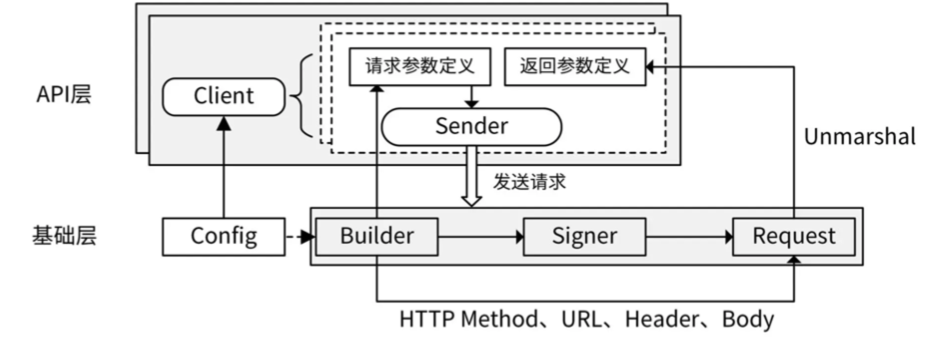 请求参数定义
返回参数定义
API层
Client
Sender
Unmarshal
发送请求
基础层
Config
Builder
Signer
Request
HTTP Method、URL、Header、Body